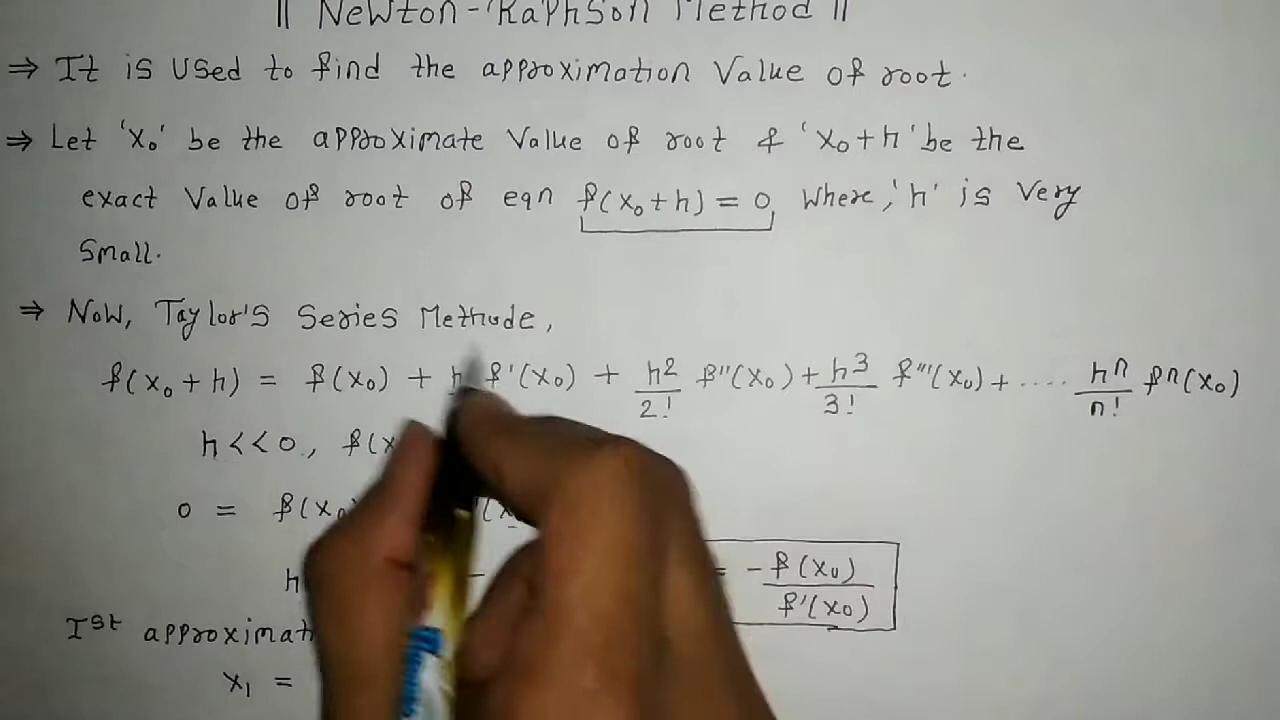 || Newton-Raphson Method ||
⇒ It is used to find the approximation value of root.
⇒ Let 'x₀' be the approximate value of root & 'x₀+h' be the
exact value of root of eqn f(x₀+h) = 0 where, 'h' is very
small.
⇒ Now, Taylor's Series Methode,
f(x₀+h) = f(x₀) + h f'(x₀) + h²/2! f''(x₀) + h³/3! f'''(x₀) + .... hⁿ/n! fⁿ(x₀)
h<<0, f(x
0 = f(x₀) (x
h = -f(x₀)/f'(x₀)
Ist approximat
x₁ =